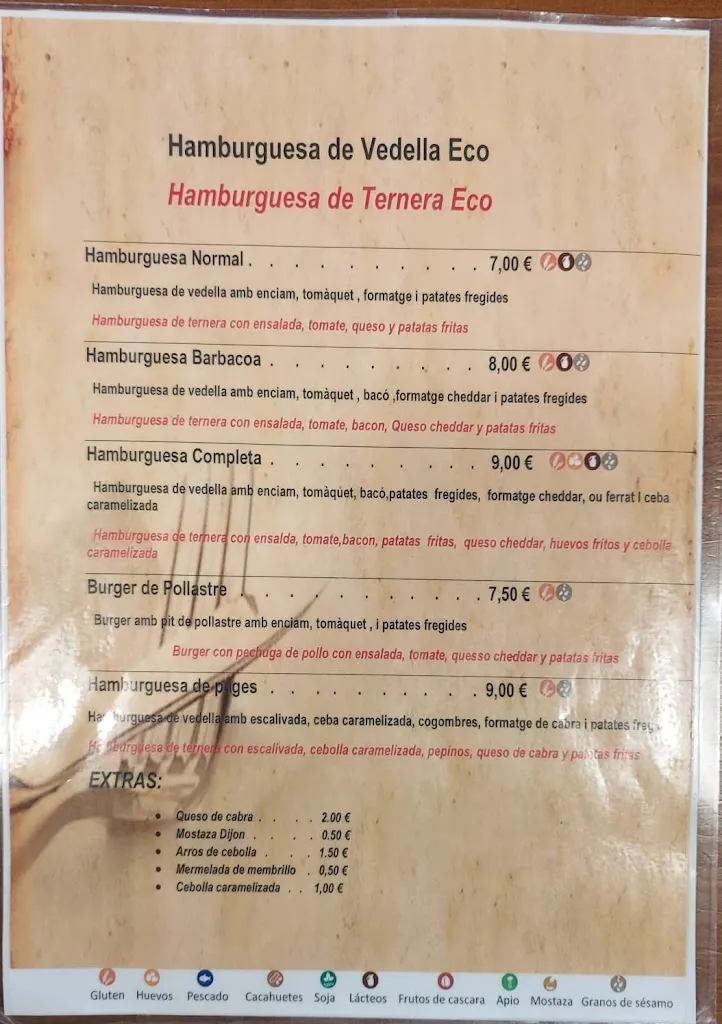 Hamburguesa de Vedella Eco
Hamburguesa de Ternera Eco
Hamburguesa Normal . . . . . . . . . . 7,00 €
Hamburguesa de vedella amb enciam, tomàquet , formatge i patates fregides
Hamburguesa de ternera con ensalada, tomate, queso y patatas fritas
Hamburguesa Barbacoa . . . . . . . . . 8,00 €
Hamburguesa de vedella amb enciam, tomàquet , bacó ,formatge cheddar i patates fregides
Hamburguesa de ternera con ensalada, tomate, bacon, Queso cheddar y patatas fritas
Hamburguesa Completa . . . . . . . . . 9,00 €
Hamburguesa de vedella amb enciam, tomàquet, bacó,patates fregides, formatge cheddar, ou ferrat I ceba
caramelizada
Hamburguesa de ternera con ensalda, tomate,bacon, patatas fritas, queso cheddar, huevos fritos y cebolla
caramelizada
Burger de Pollastre . . . . . . . . . . 7,50 €
Burger amb pit de pollastre amb enciam, tomàquet , i patates fregides
Burger con pechuga de pollo con ensalada, tomate, quesso cheddar y patatas fritas
Hamburguesa de pages . . . . . . . . . 9,00 €
Hamburguesa de vedella amb escalivada, ceba caramelizada, cogombres, formatge de cabra i patates
Hamburguesa de ternera con escalivada, cebolla caramelizada, pepinos, queso de cabra y patatas fritas
EXTRAS:
• Queso de cabra . . . . 2.00 €
• Mostaza Dijon . . . . 0.50 €
• Arros de cebolla . . . 1.50 €
• Mermelada de membrillo . 0,50 €
• Cebolla caramelizada . . 1,00 €
Gluten Huevos Pescado Cacahuetes Soja Lácteos Frutos de cascara Apio Mostaza Granos de sésamo